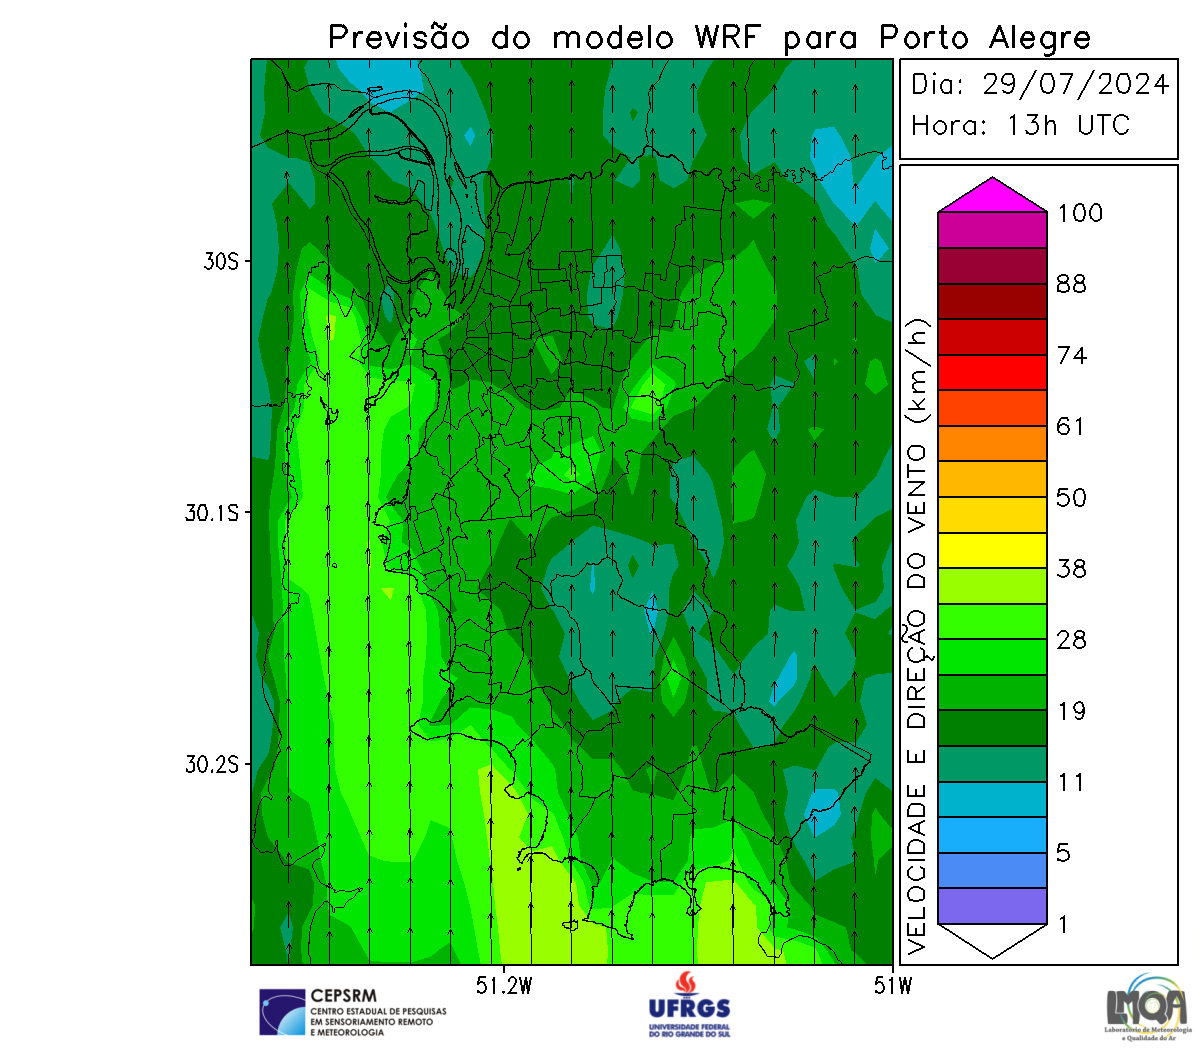 Previsão do modelo WRF para Porto Alegre
Dia: 29/07/2024
Hora: 13h UTC
100
88
74
61
50
38
28
19
11
5
1
VELOCIDADE E DIREÇÃO DO VENTO (km/h)
30S
30.1S
30.2S
51.2W
51W
CEPSRM
CENTRO ESTADUAL DE PESQUISAS
EM SENSORIAMENTO REMOTO
E METEOROLOGIA
UFRGS
UNIVERSIDADE FEDERAL
DO RIO GRANDE DO SUL
LMQA
Laboratório de Meteorologia
e Qualidade do Ar